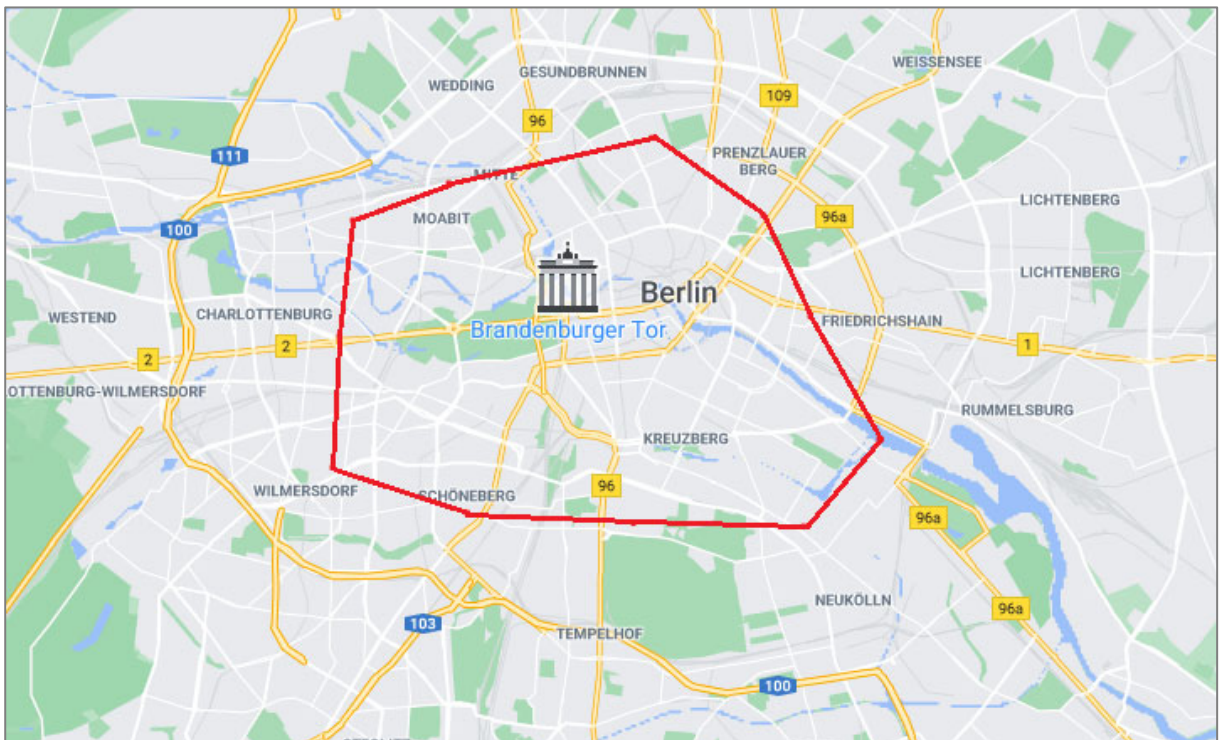 WEISSENSEE
GESUNDBRUNNEN
WEDDING
109
96
PRENZLAUER
BERG
111
MITTE
LICHTENBERG
MOABIT
96a
100
LICHTENBERG
Berlin
WESTEND
CHARLOTTENBURG
FRIEDRICHSHAIN
Brandenburger Tor
2
2
1
OTTENBURG-WILMERSDORF
RUMMELSBURG
KREUZBERG
WILMERSDORF
SCHÖNEBERG
96
96a
NEUKÖLLN
96a
103
TEMPELHOF
100